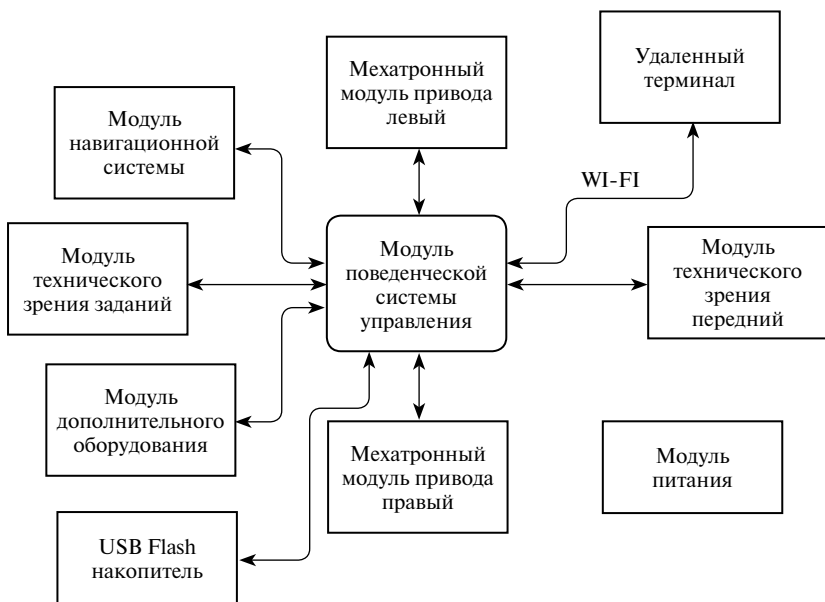 Мехатронный
модуль привода
левый
Удаленный
терминал
Модуль
навигационной
системы
WI-FI
Модуль
технического
зрения заданий
Модуль
поведенческой
системы
управления
Модуль
технического
зрения
передний
Модуль
дополнительного
оборудования
Мехатронный
модуль привода
правый
Модуль
питания
USB Flash
накопитель